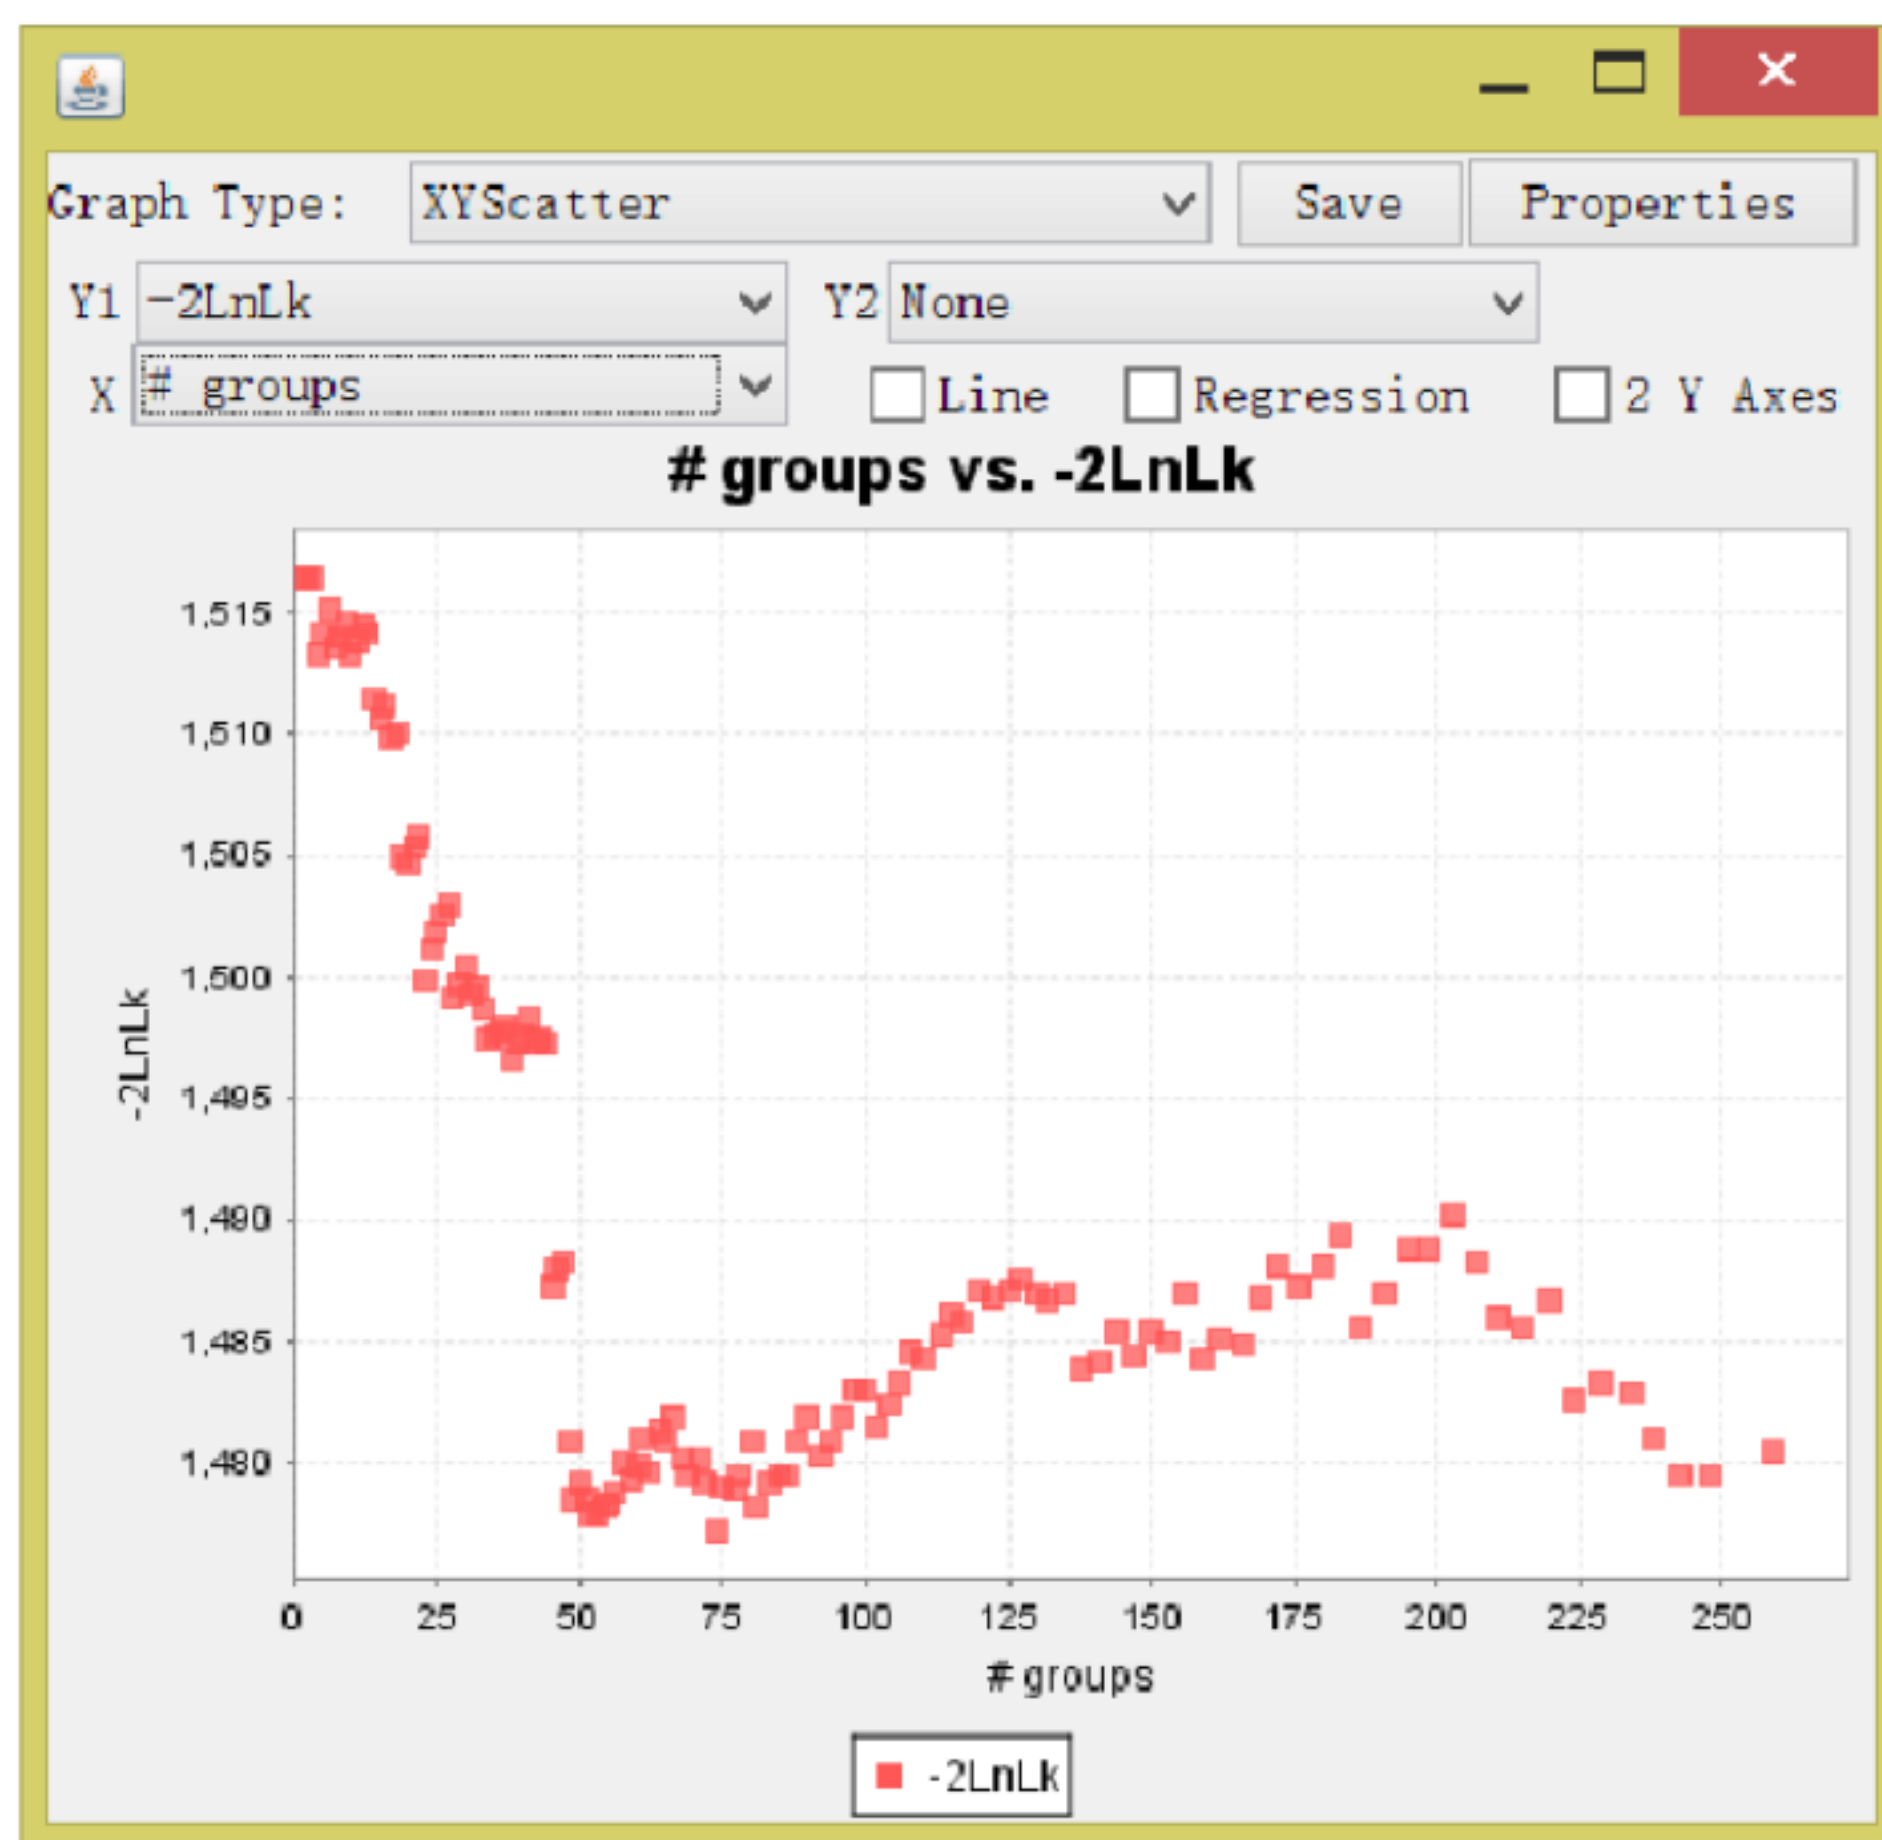 Graph Type: XYScatter Save Properties
Y1 -2LnLk Y2 None
X # groups Line Regression 2 Y Axes
# groups vs. -2LnLk
1,515
1,510
1,505
1,500
1,495
1,490
1,485
1,480
-2LnLk
0 25 50 75 100 125 150 175 200 225 250
# groups
-2LnLk